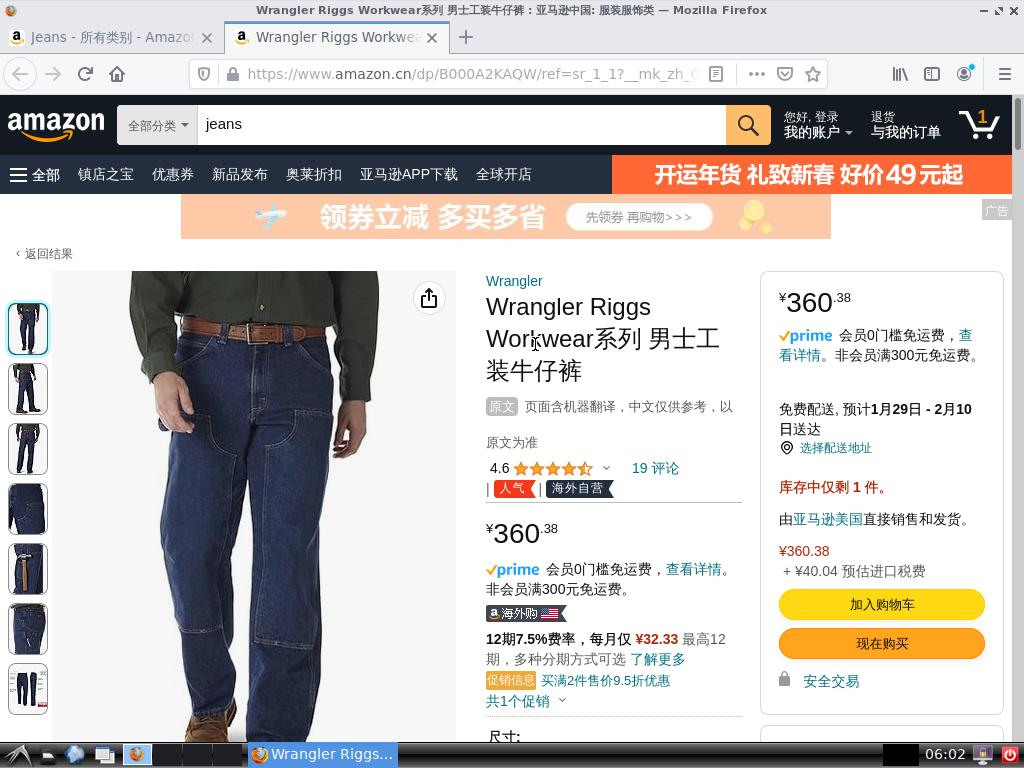 Wrangler Riggs Workwear系列 男士工装牛仔裤 : 亚马逊中国: 服装服饰类 — Mozilla Firefox
Jeans - 所有类别 - Amazo
Wrangler Riggs Workwea
https://www.amazon.cn/dp/B000A2KAQW/ref=sr_1_1?__mk_zh_C
amazon
全部分类
jeans
您好, 登录
我的账户
退货
与我的订单
1
全部
镇店之宝
优惠券
新品发布
奥莱折扣
亚马逊APP下载
全球开店
开运年货 礼致新春 好价49元起
领券立减 多买多省
先领券 再购物>>>
广告
‹ 返回结果
Wrangler
Wrangler Riggs
Workwear系列 男士工
装牛仔裤
原文 页面含机器翻译，中文仅供参考，以
原文为准
4.6
19 评论
| 人气 | 海外自营
¥360.38
prime 会员0门槛免运费，查看详情。
非会员满300元免运费。
海外购
12期7.5%费率，每月仅 ¥32.33 最高12
期，多种分期方式可选 了解更多
促销信息 买满2件售价9.5折优惠
共1个促销
尺寸:
¥360.38
prime 会员0门槛免运费，查
看详情。非会员满300元免运费。
免费配送, 预计1月29日 - 2月10
日送达
选择配送地址
库存中仅剩 1 件。
由亚马逊美国直接销售和发货。
¥360.38
+ ¥40.04 预估进口税费
加入购物车
现在购买
安全交易
Wrangler Riggs...
06:02